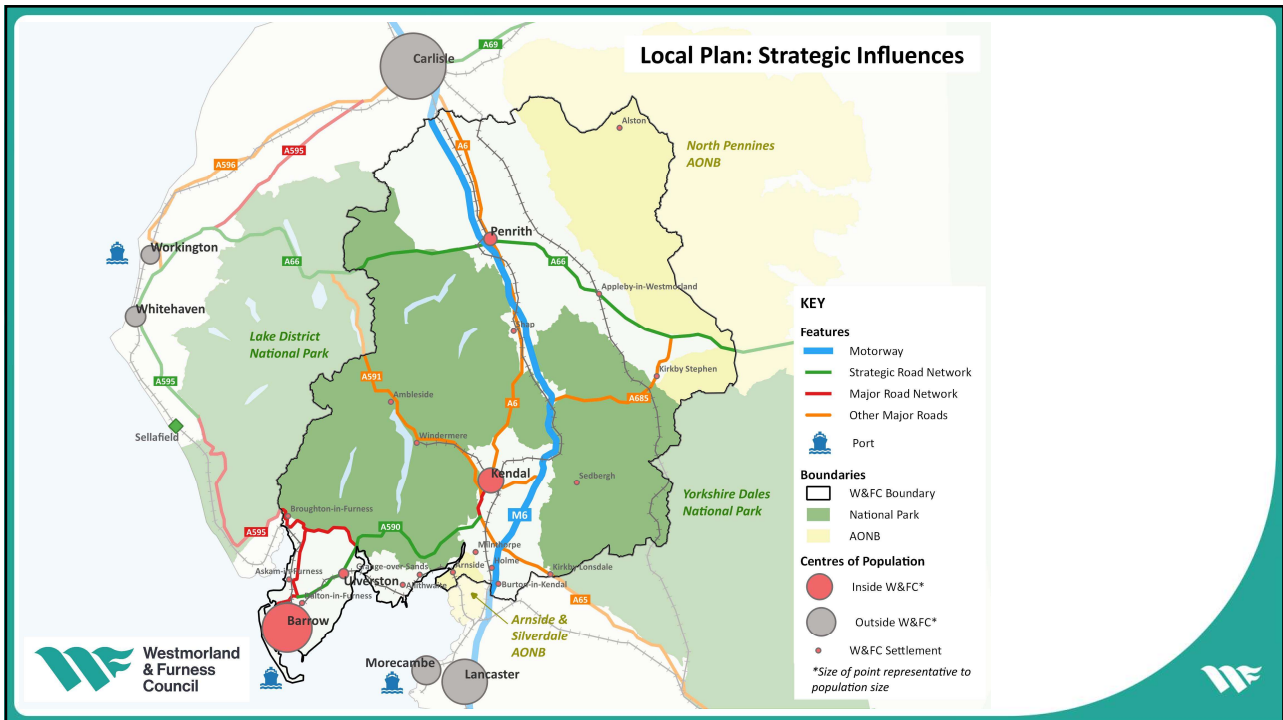 Local Plan: Strategic Influences
Carlisle
A69
Alston
A6
North Pennines
AONB
A595
A596
Penrith
Workington
A66
A66
Appleby-in-Westmorland
Whitehaven
Shap
Lake District
National Park
Kirkby Stephen
A595
A591
A685
Ambleside
A6
Sellafield
Windermere
Kendal
Sedbergh
Yorkshire Dales
National Park
Broughton-in-Furness
M6
A590
A595
Milnthorpe
Askam-in-Furness
Grange-over-Sands
Arnside
Holme
Kirkby Lonsdale
Ulverston
Allithwaite
Burton-in-Kendal
Dalton-in-Furness
A65
Barrow
Arnside &
Silverdale
AONB
Morecambe
Lancaster
KEY
Features
Motorway
Strategic Road Network
Major Road Network
Other Major Roads
Port
Boundaries
W&FC Boundary
National Park
AONB
Centres of Population
Inside W&FC*
Outside W&FC*
W&FC Settlement
*Size of point representative to
population size
Westmorland
& Furness
Council